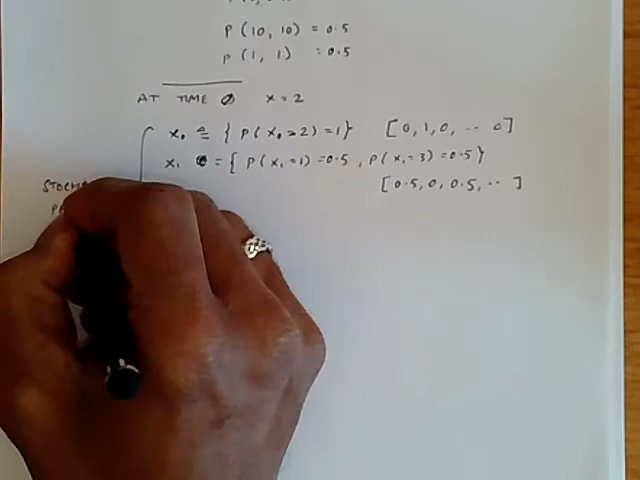 P (10, 10) = 0.5
P (1, 1) = 0.5
AT TIME 0 x = 2
x₀ ≙ { P(x₀=2) =1} [0, 1, 0, -- 0]
x₁ = { P(x₁=1) =0.5 , P(x₁=3) =0.5}
[0.5, 0, 0.5, -- ]